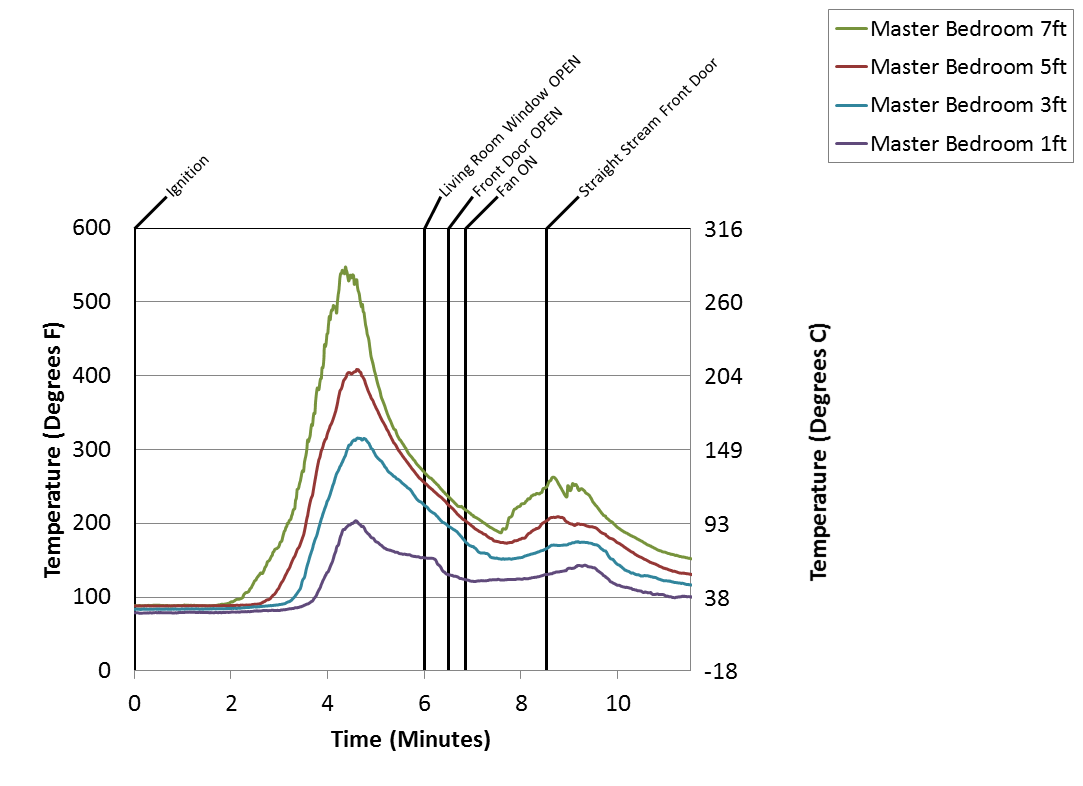 Master Bedroom 7ft
Master Bedroom 5ft
Master Bedroom 3ft
Master Bedroom 1ft
Ignition
Living Room Window OPEN
Front Door OPEN
Fan ON
Straight Stream Front Door
600
500
400
300
200
100
0
316
260
204
149
93
38
-18
Temperature (Degrees F)
Temperature (Degrees C)
0 2 4 6 8 10
Time (Minutes)